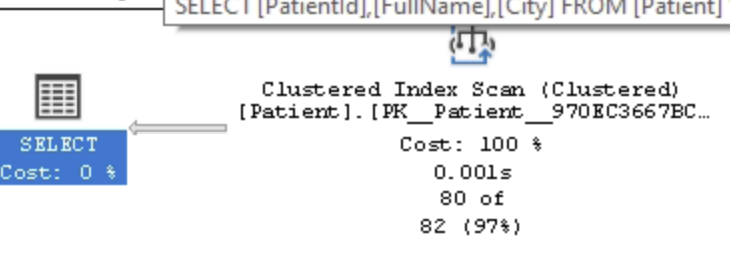 SELECT [PatientId],[FullName],[City] FROM [Patient]
Clustered Index Scan (Clustered)
[Patient].[PK__Patient__970EC3667BC…
Cost: 100 %
0.001s
80 of
82 (97%)
SELECT
Cost: 0 %